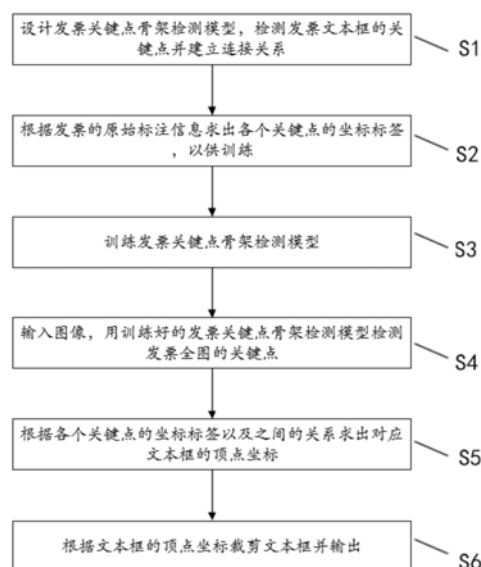 设计发票关键点骨架检测模型，检测发票文本框的关
键点并建立连接关系
S1
根据发票的原始标注信息求出各个关键点的坐标标签
，以供训练
S2
训练发票关键点骨架检测模型
S3
输入图像，用训练好的发票关键点骨架检测模型检测
发票全图的关键点
S4
根据各个关键点的坐标标签以及之间的关系求出对应
文本框的顶点坐标
S5
根据文本框的顶点坐标裁剪文本框并输出
S6